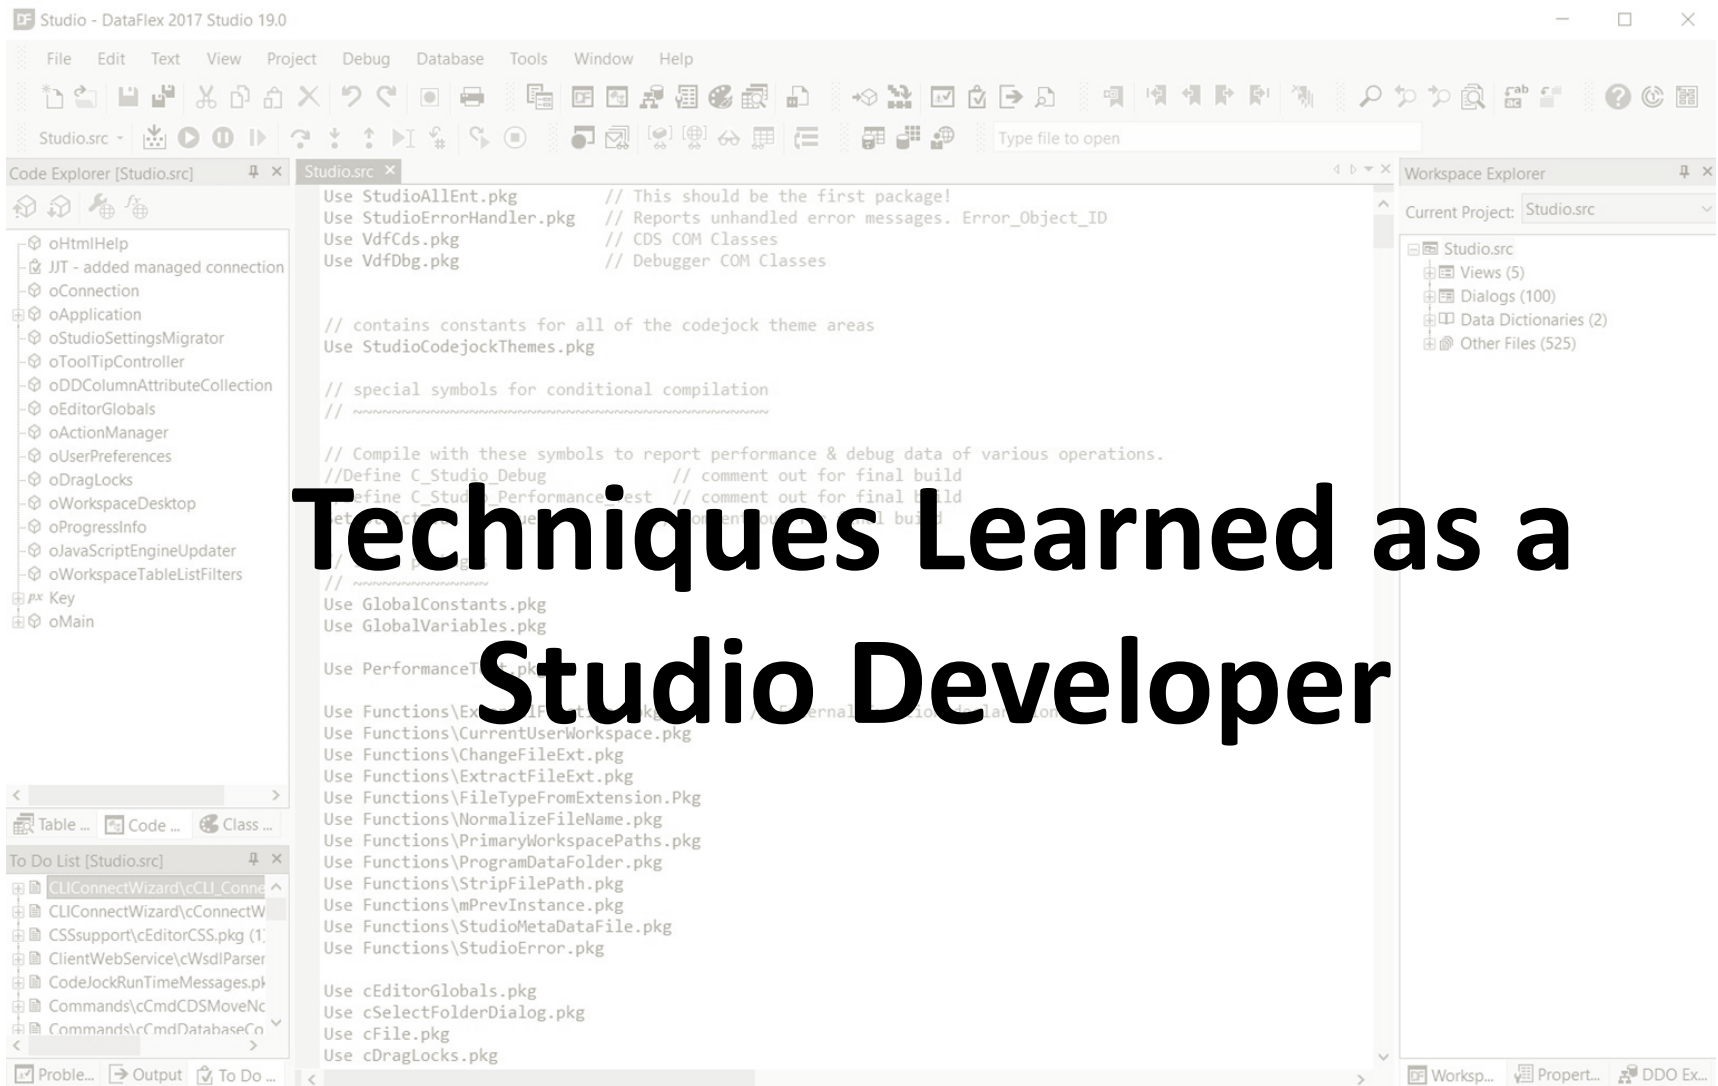 Studio - DataFlex 2017 Studio 19.0
File Edit Text View Project Debug Database Tools Window Help
Studio.src
Type file to open
Code Explorer [Studio.src]
oHtmlHelp
JJT - added managed connection
oConnection
oApplication
oStudioSettingsMigrator
oToolTipController
oDDColumnAttributeCollection
oEditorGlobals
oActionManager
oUserPreferences
oDragLocks
oWorkspaceDesktop
oProgressInfo
oJavaScriptEngineUpdater
oWorkspaceTableListFilters
px Key
oMain
Table ... Code ... Class ...
To Do List [Studio.src]
CLIConnectWizard\cCLI_Conne
CLIConnectWizard\cConnectW
CSSsupport\cEditorCSS.pkg (1)
ClientWebService\cWsdlParser
CodeJockRunTimeMessages.pk
Commands\cCmdCDSMoveNc
Commands\cCmdDatabaseCo
Proble... Output To Do ...
Studio.src
Use StudioAllEnt.pkg // This should be the first package!
Use StudioErrorHandler.pkg // Reports unhandled error messages. Error_Object_ID
Use VdfCds.pkg // CDS COM Classes
Use VdfDbg.pkg // Debugger COM Classes
// contains constants for all of the codejock theme areas
Use StudioCodejockThemes.pkg
// special symbols for conditional compilation
// ~~~~~~~~~~~~~~~~~~~~~~~~~~~~~~~~~~~~~~~~~~~
// Compile with these symbols to report performance & debug data of various operations.
//Define C_Studio_Debug // comment out for final build
// comment out for final build
Techniques Learned as a
// ~~~~~~~~~~~~~~
Use GlobalConstants.pkg
Use GlobalVariables.pkg
Studio Developer
Use
Use
Use Functions\CurrentUserWorkspace.pkg
Use Functions\ChangeFileExt.pkg
Use Functions\ExtractFileExt.pkg
Use Functions\FileTypeFromExtension.Pkg
Use Functions\NormalizeFileName.pkg
Use Functions\PrimaryWorkspacePaths.pkg
Use Functions\ProgramDataFolder.pkg
Use Functions\StripFilePath.pkg
Use Functions\mPrevInstance.pkg
Use Functions\StudioMetaDataFile.pkg
Use Functions\StudioError.pkg
Use cEditorGlobals.pkg
Use cSelectFolderDialog.pkg
Use cFile.pkg
Use cDragLocks.pkg
Workspace Explorer
Current Project: Studio.src
Studio.src
Views (5)
Dialogs (100)
Data Dictionaries (2)
Other Files (525)
Worksp... Propert... DDO Ex...